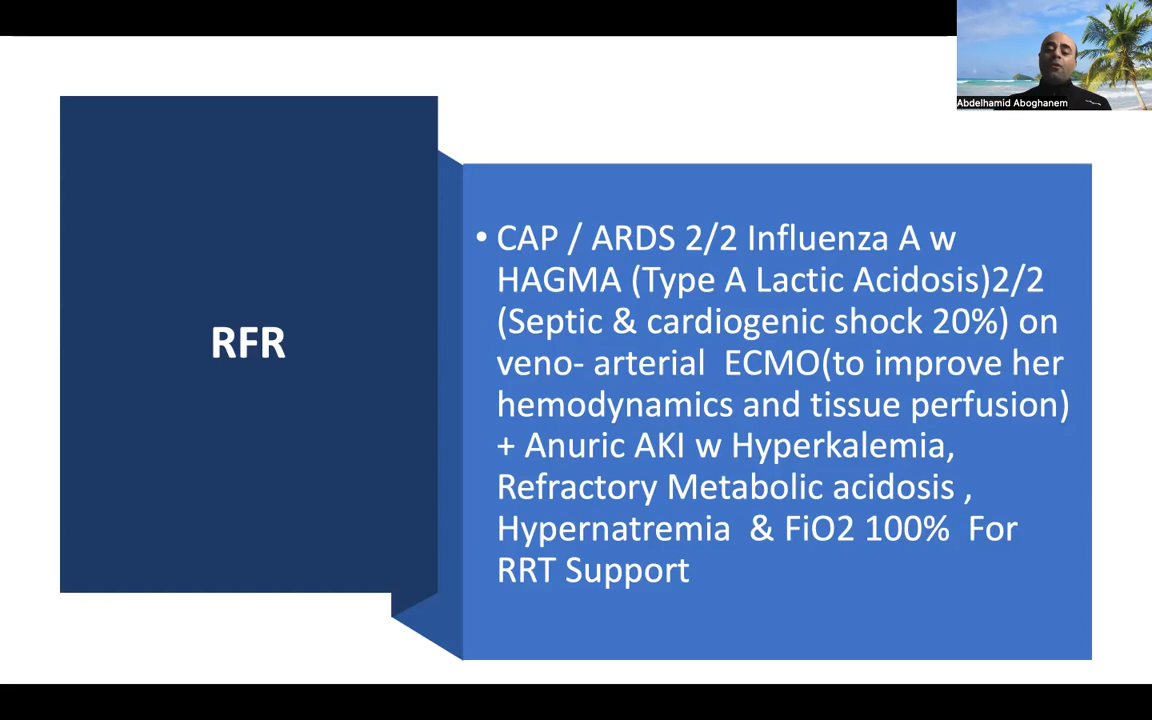 Abdelhamid Aboghanem
RFR
• CAP / ARDS 2/2 Influenza A w
HAGMA (Type A Lactic Acidosis)2/2
(Septic & cardiogenic shock 20%) on
veno- arterial  ECMO(to improve her
hemodynamics and tissue perfusion)
+ Anuric AKI w Hyperkalemia,
Refractory Metabolic acidosis ,
Hypernatremia  & FiO2 100%  For
RRT Support